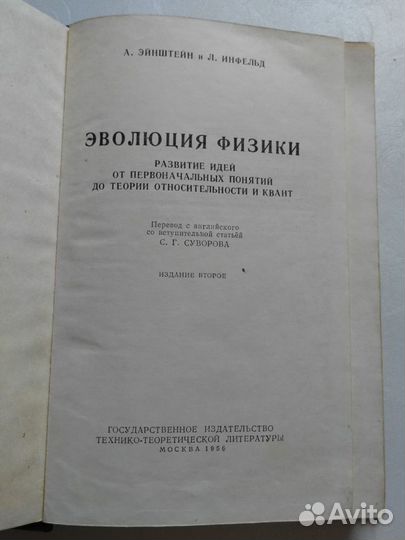 А. ЭЙНШТЕЙН и Л. ИНФЕЛЬД
ЭВОЛЮЦИЯ ФИЗИКИ
РАЗВИТИЕ ИДЕЙ
ОТ ПЕРВОНАЧАЛЬНЫХ ПОНЯТИЙ
ДО ТЕОРИИ ОТНОСИТЕЛЬНОСТИ И КВАНТ
Перевод с английского
со вступительной статьёй
С. Г. СУВОРОВА
ИЗДАНИЕ ВТОРОЕ
ГОСУДАРСТВЕННОЕ ИЗДАТЕЛЬСТВО
ТЕХНИКО-ТЕОРЕТИЧЕСКОЙ ЛИТЕРАТУРЫ
МОСКВА 1956
Avito